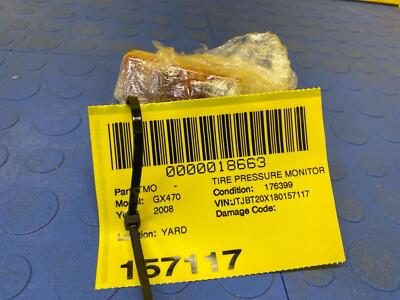 0000018663
Part: TMO - TIRE PRESSURE MONITOR
Model: GX470 Condition: 176399
Year: 2008 VIN:JTJBT20X180157117
Damage Code:
Location: YARD
157117